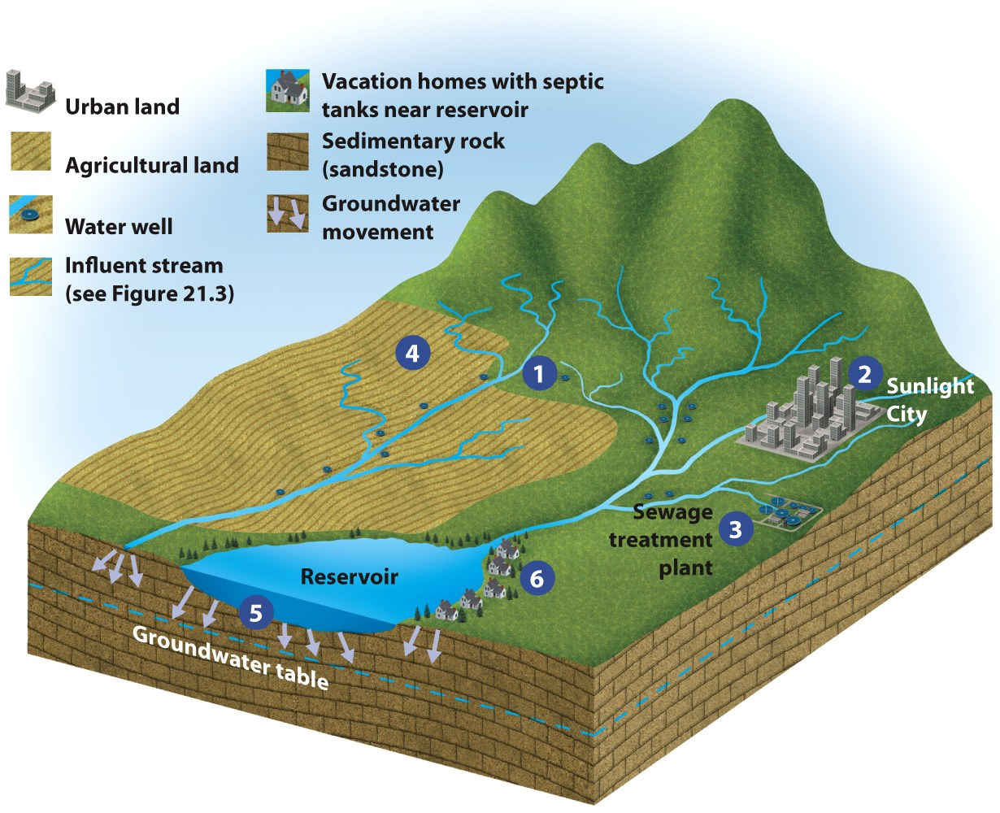 Urban land
Agricultural land
Water well
Influent stream
(see Figure 21.3)
Vacation homes with septic
tanks near reservoir
Sedimentary rock
(sandstone)
Groundwater
movement
4
1
2
Sunlight
City
Sewage
treatment
plant
3
Reservoir
6
5
Groundwater table